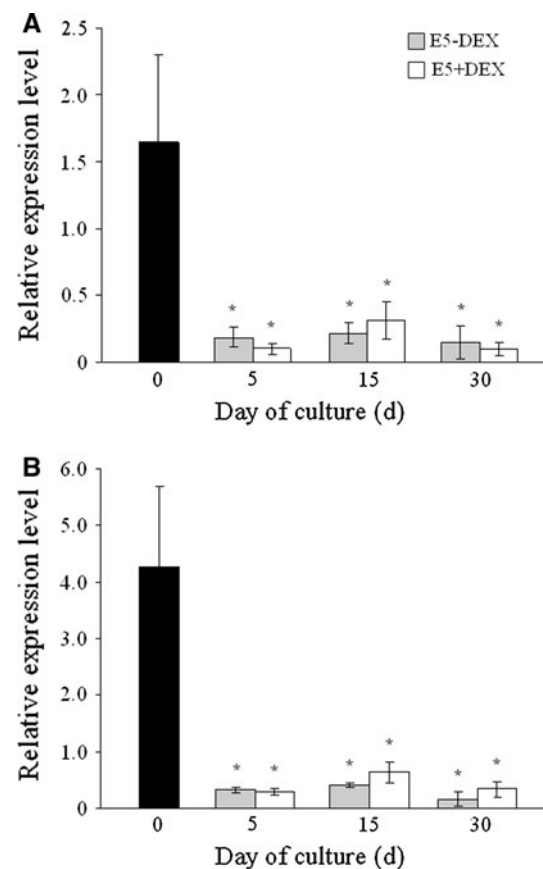 A
2.5
2.0
1.5
1.0
0.5
0
Relative expression level
E5-DEX
E5+DEX
* * * * * *
0 5 15 30
Day of culture (d)
B
6.0
5.0
4.0
3.0
2.0
1.0
0
Relative expression level
* * * * * *
0 5 15 30
Day of culture (d)